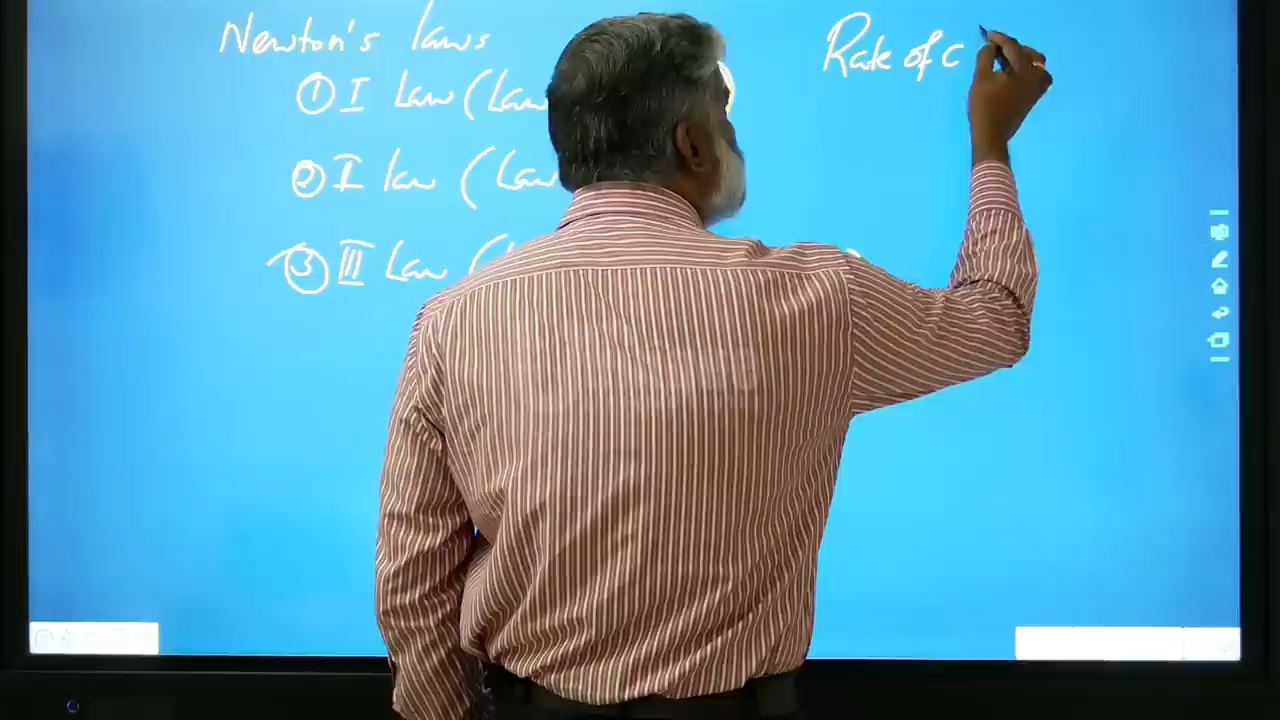 Newton's laws
① I Law (Law
② I law (Law
③ III Law (
Rate of c